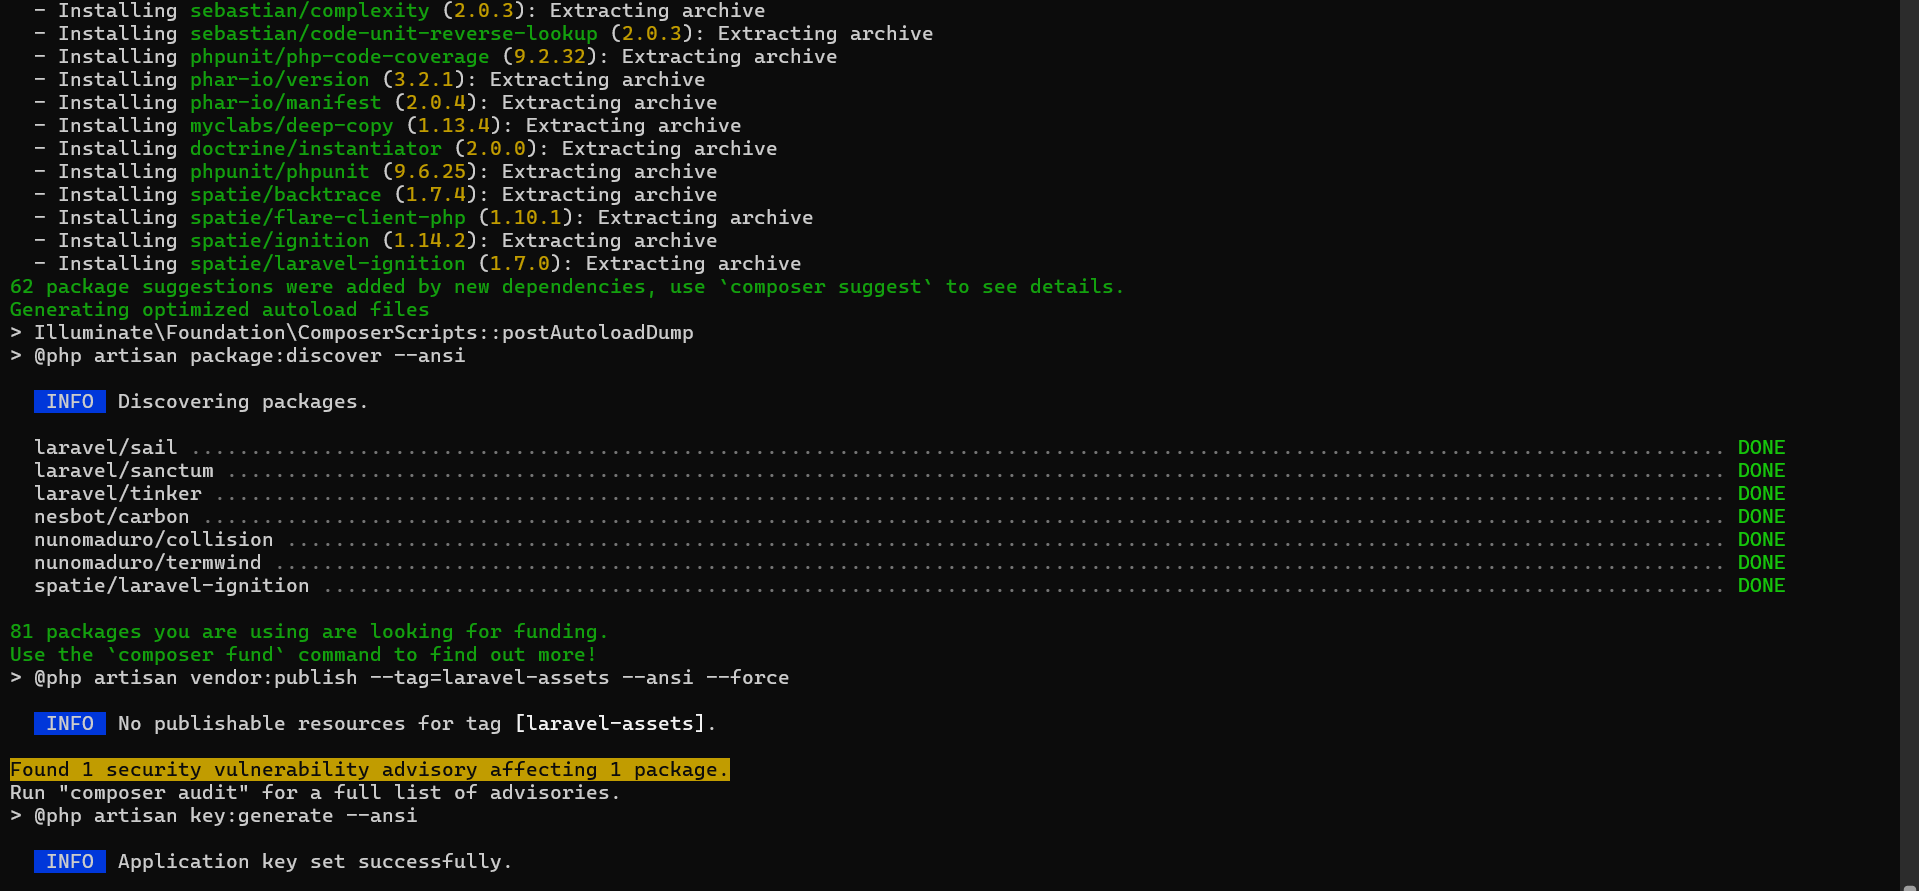 - Installing sebastian/complexity (2.0.3): Extracting archive
- Installing sebastian/code-unit-reverse-lookup (2.0.3): Extracting archive
- Installing phpunit/php-code-coverage (9.2.32): Extracting archive
- Installing phar-io/version (3.2.1): Extracting archive
- Installing phar-io/manifest (2.0.4): Extracting archive
- Installing myclabs/deep-copy (1.13.4): Extracting archive
- Installing doctrine/instantiator (2.0.0): Extracting archive
- Installing phpunit/phpunit (9.6.25): Extracting archive
- Installing spatie/backtrace (1.7.4): Extracting archive
- Installing spatie/flare-client-php (1.10.1): Extracting archive
- Installing spatie/ignition (1.14.2): Extracting archive
- Installing spatie/laravel-ignition (1.7.0): Extracting archive
62 package suggestions were added by new dependencies, use `composer suggest` to see details.
Generating optimized autoload files
> Illuminate\Foundation\ComposerScripts::postAutoloadDump
> @php artisan package:discover --ansi
INFO Discovering packages.
laravel/sail ................................................................................................................................ DONE
laravel/sanctum ............................................................................................................................. DONE
laravel/tinker .............................................................................................................................. DONE
nesbot/carbon ............................................................................................................................... DONE
nunomaduro/collision ........................................................................................................................ DONE
nunomaduro/termwind ......................................................................................................................... DONE
spatie/laravel-ignition ..................................................................................................................... DONE
81 packages you are using are looking for funding.
Use the `composer fund` command to find out more!
> @php artisan vendor:publish --tag=laravel-assets --ansi --force
INFO No publishable resources for tag [laravel-assets].
Found 1 security vulnerability advisory affecting 1 package.
Run "composer audit" for a full list of advisories.
> @php artisan key:generate --ansi
INFO Application key set successfully.